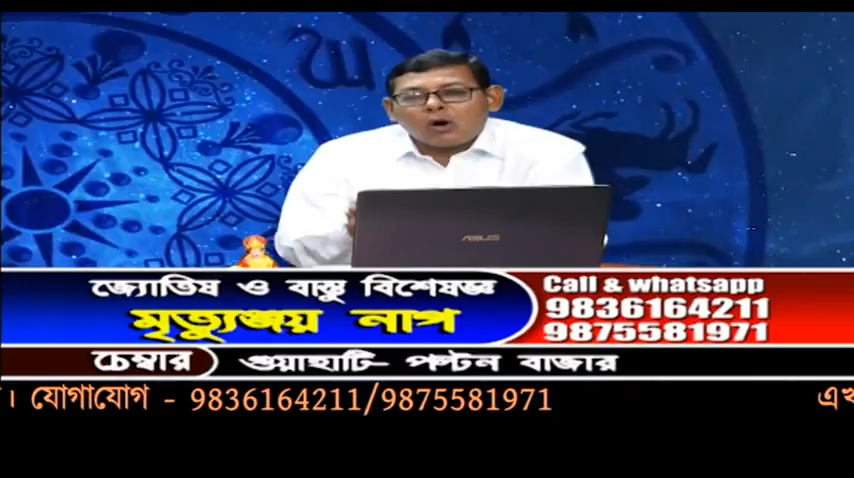 ASUS
জ্যোতিষ ও বাস্তু বিশেষজ্ঞ
মৃত্যুঞ্জয় নাগ
Call & whatsapp
9836164211
9875581971
চেম্বার
গুয়াহাটি- পল্টন বাজার
। যোগাযোগ - 9836164211/9875581971